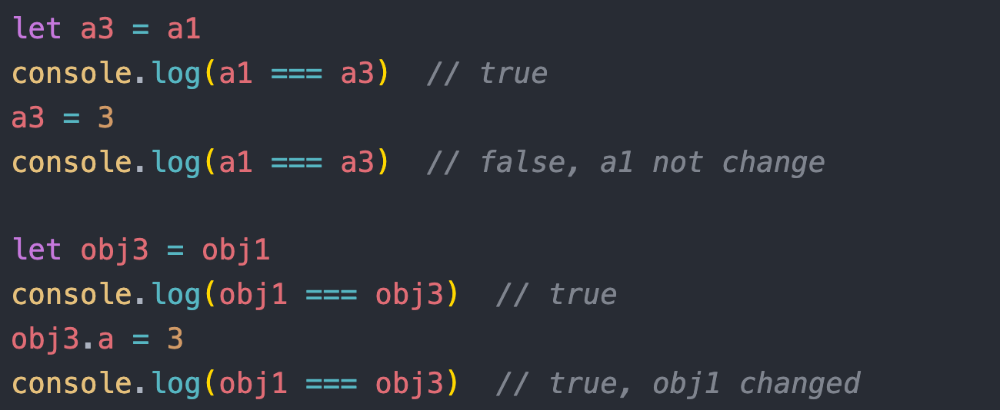 let a3 = a1
console.log(a1 === a3)  // true
a3 = 3
console.log(a1 === a3)  // false, a1 not change
let obj3 = obj1
console.log(obj1 === obj3)  // true
obj3.a = 3
console.log(obj1 === obj3)  // true, obj1 changed